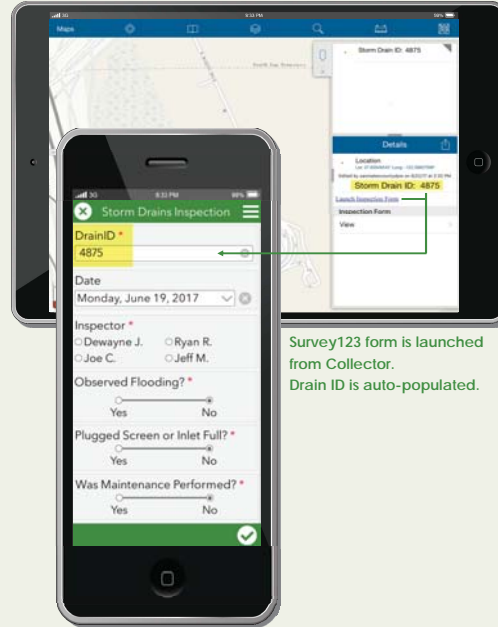 8:33 PM
Maps
Storm Drain ID: 4875
Details
Location
Storm Drain ID: 4875
Launch Inspection Form
Inspection Form
View
3G
8:33 PM
Storm Drains Inspection
DrainID *
4875
Date
Monday, June 19, 2017
Inspector *
Dewayne J. Ryan R.
Joe C. Jeff M.
Observed Flooding? *
Yes No
Plugged Screen or Inlet Full? *
Yes No
Was Maintenance Performed? *
Yes No
Survey123 form is launched
from Collector.
Drain ID is auto-populated.